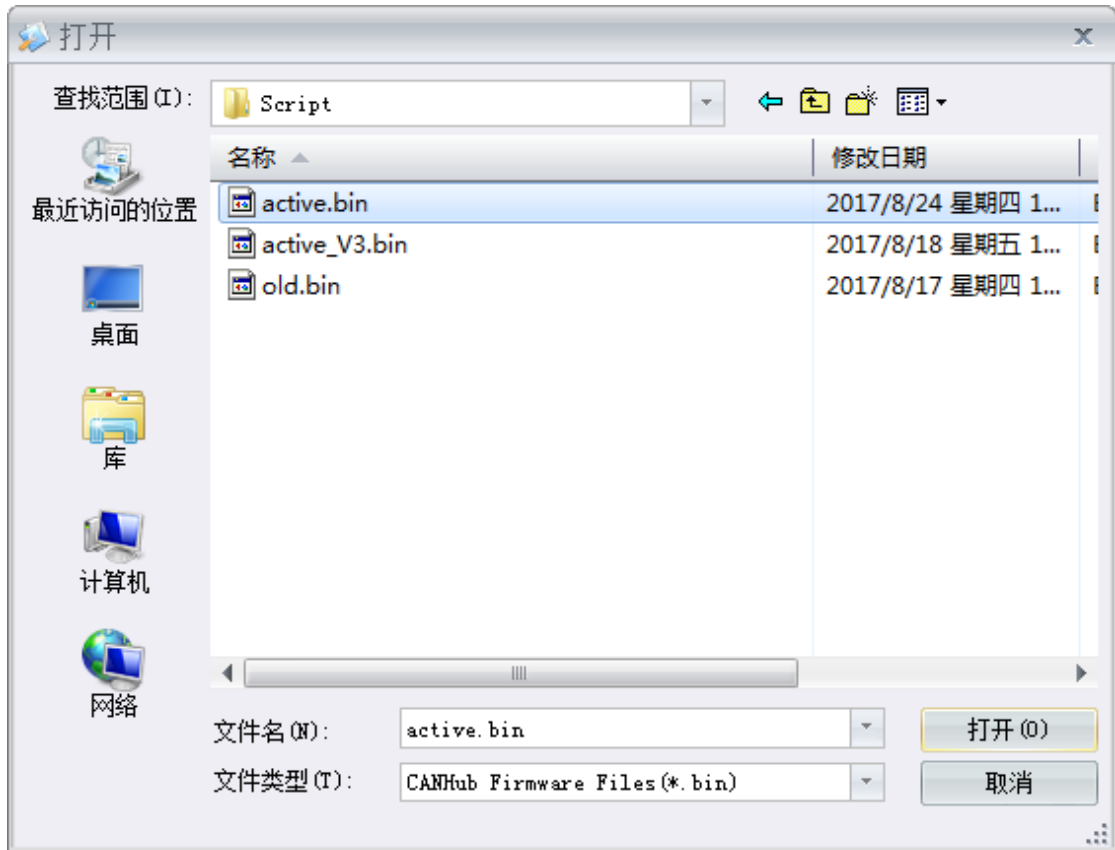 打开
查找范围(I):
Script
名称
修改日期
最近访问的位置
active.bin
2017/8/24 星期四 1...
active_V3.bin
2017/8/18 星期五 1...
old.bin
2017/8/17 星期四 1...
桌面
库
计算机
网络
文件名(N):
active.bin
打开(O)
文件类型(T):
CANHub Firmware Files(*.bin)
取消